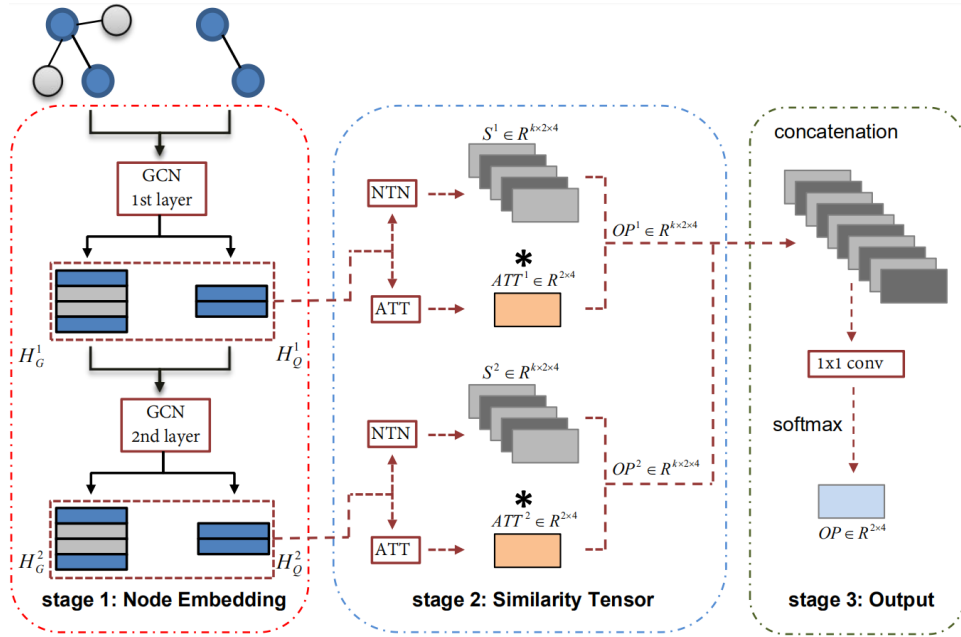 GCN
1st layer
H_G^1
H_Q^1
GCN
2nd layer
H_G^2
H_Q^2
stage 1: Node Embedding
S^1 ∈ R^{k×2×4}
NTN
*
ATT^1 ∈ R^{2×4}
ATT
OP^1 ∈ R^{k×2×4}
S^2 ∈ R^{k×2×4}
NTN
*
ATT^2 ∈ R^{2×4}
ATT
OP^2 ∈ R^{k×2×4}
stage 2: Similarity Tensor
concatenation
1x1 conv
softmax
OP ∈ R^{2×4}
stage 3: Output